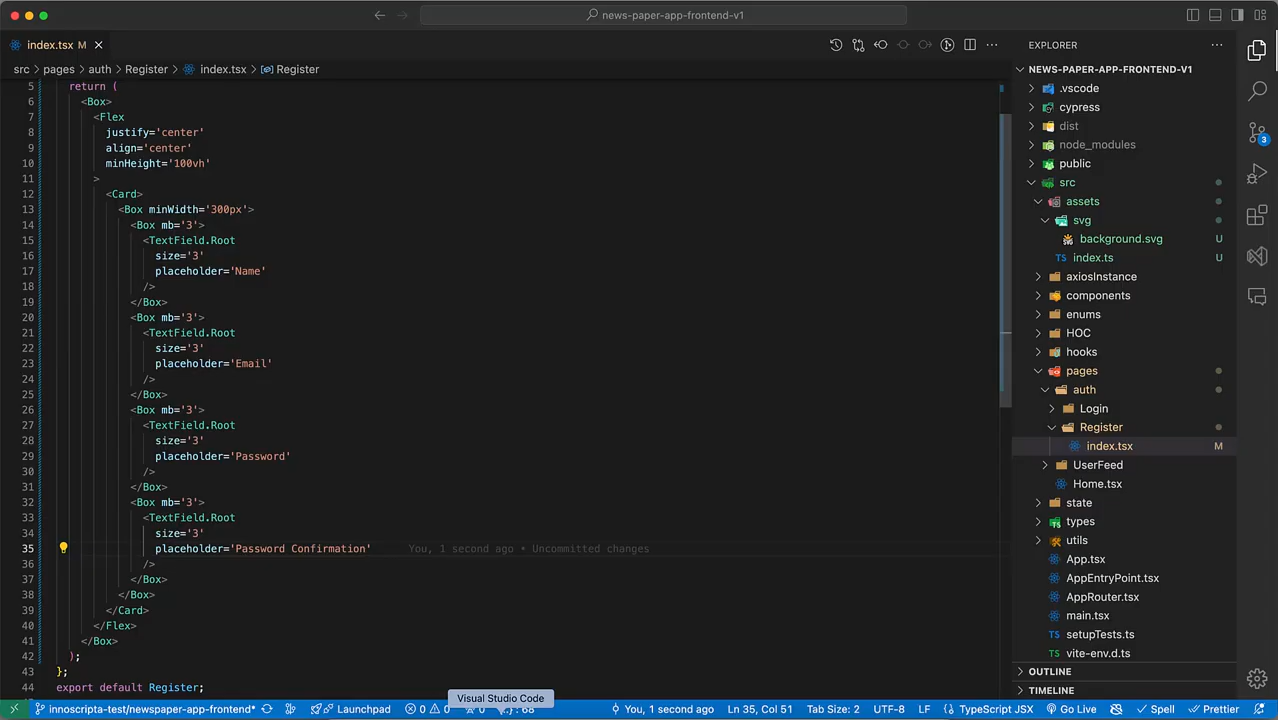 news-paper-app-frontend-v1
index.tsx M
EXPLORER
src > pages > auth > Register > index.tsx > Register
NEWS-PAPER-APP-FRONTEND-V1
5 return (
6 <Box>
7 <Flex
8 justify='center'
9 align='center'
10 minHeight='100vh'
11 >
12 <Card>
13 <Box minWidth='300px'>
14 <Box mb='3'>
15 <TextField.Root
16 size='3'
17 placeholder='Name'
18 />
19 </Box>
20 <Box mb='3'>
21 <TextField.Root
22 size='3'
23 placeholder='Email'
24 />
25 </Box>
26 <Box mb='3'>
27 <TextField.Root
28 size='3'
29 placeholder='Password'
30 />
31 </Box>
32 <Box mb='3'>
33 <TextField.Root
34 size='3'
35 placeholder='Password Confirmation' You, 1 second ago • Uncommitted changes
36 />
37 </Box>
38 </Box>
39 </Card>
40 </Flex>
41 </Box>
42 );
43 };
44 export default Register;
.vscode
cypress
dist
node_modules
public
src
assets
svg
background.svg U
TS index.ts U
axiosInstance
components
enums
HOC
hooks
pages
auth
Login
Register
index.tsx M
UserFeed
Home.tsx
state
types
utils
App.tsx
AppEntryPoint.tsx
AppRouter.tsx
main.tsx
TS setupTests.ts
TS vite-env.d.ts
OUTLINE
TIMELINE
3
Visual Studio Code
innoscripta-test/newspaper-app-frontend* Launchpad 0 0 0 You, 1 second ago Ln 35, Col 51 Tab Size: 2 UTF-8 LF {} TypeScript JSX Go Live Spell Prettier